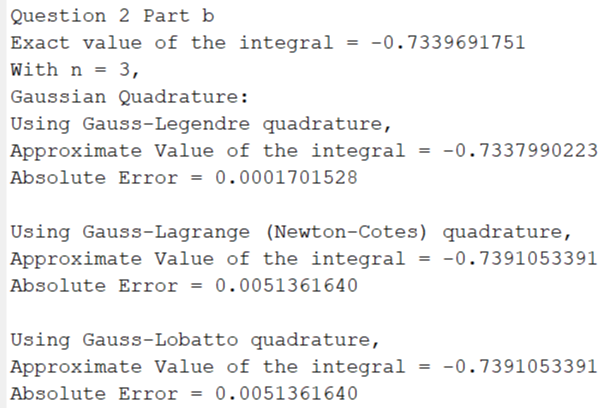 Question 2 Part b
Exact value of the integral = -0.7339691751
With n = 3,
Gaussian Quadrature:
Using Gauss-Legendre quadrature,
Approximate Value of the integral = -0.7337990223
Absolute Error = 0.0001701528
Using Gauss-Lagrange (Newton-Cotes) quadrature,
Approximate Value of the integral = -0.7391053391
Absolute Error = 0.0051361640
Using Gauss-Lobatto quadrature,
Approximate Value of the integral = -0.7391053391
Absolute Error = 0.0051361640